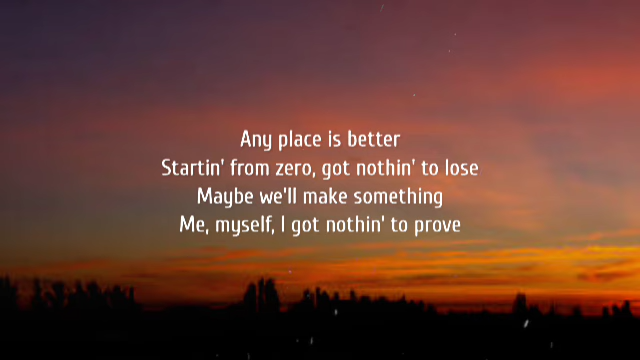 Any place is better
Startin' from zero, got nothin' to lose
Maybe we'll make something
Me, myself, I got nothin' to prove